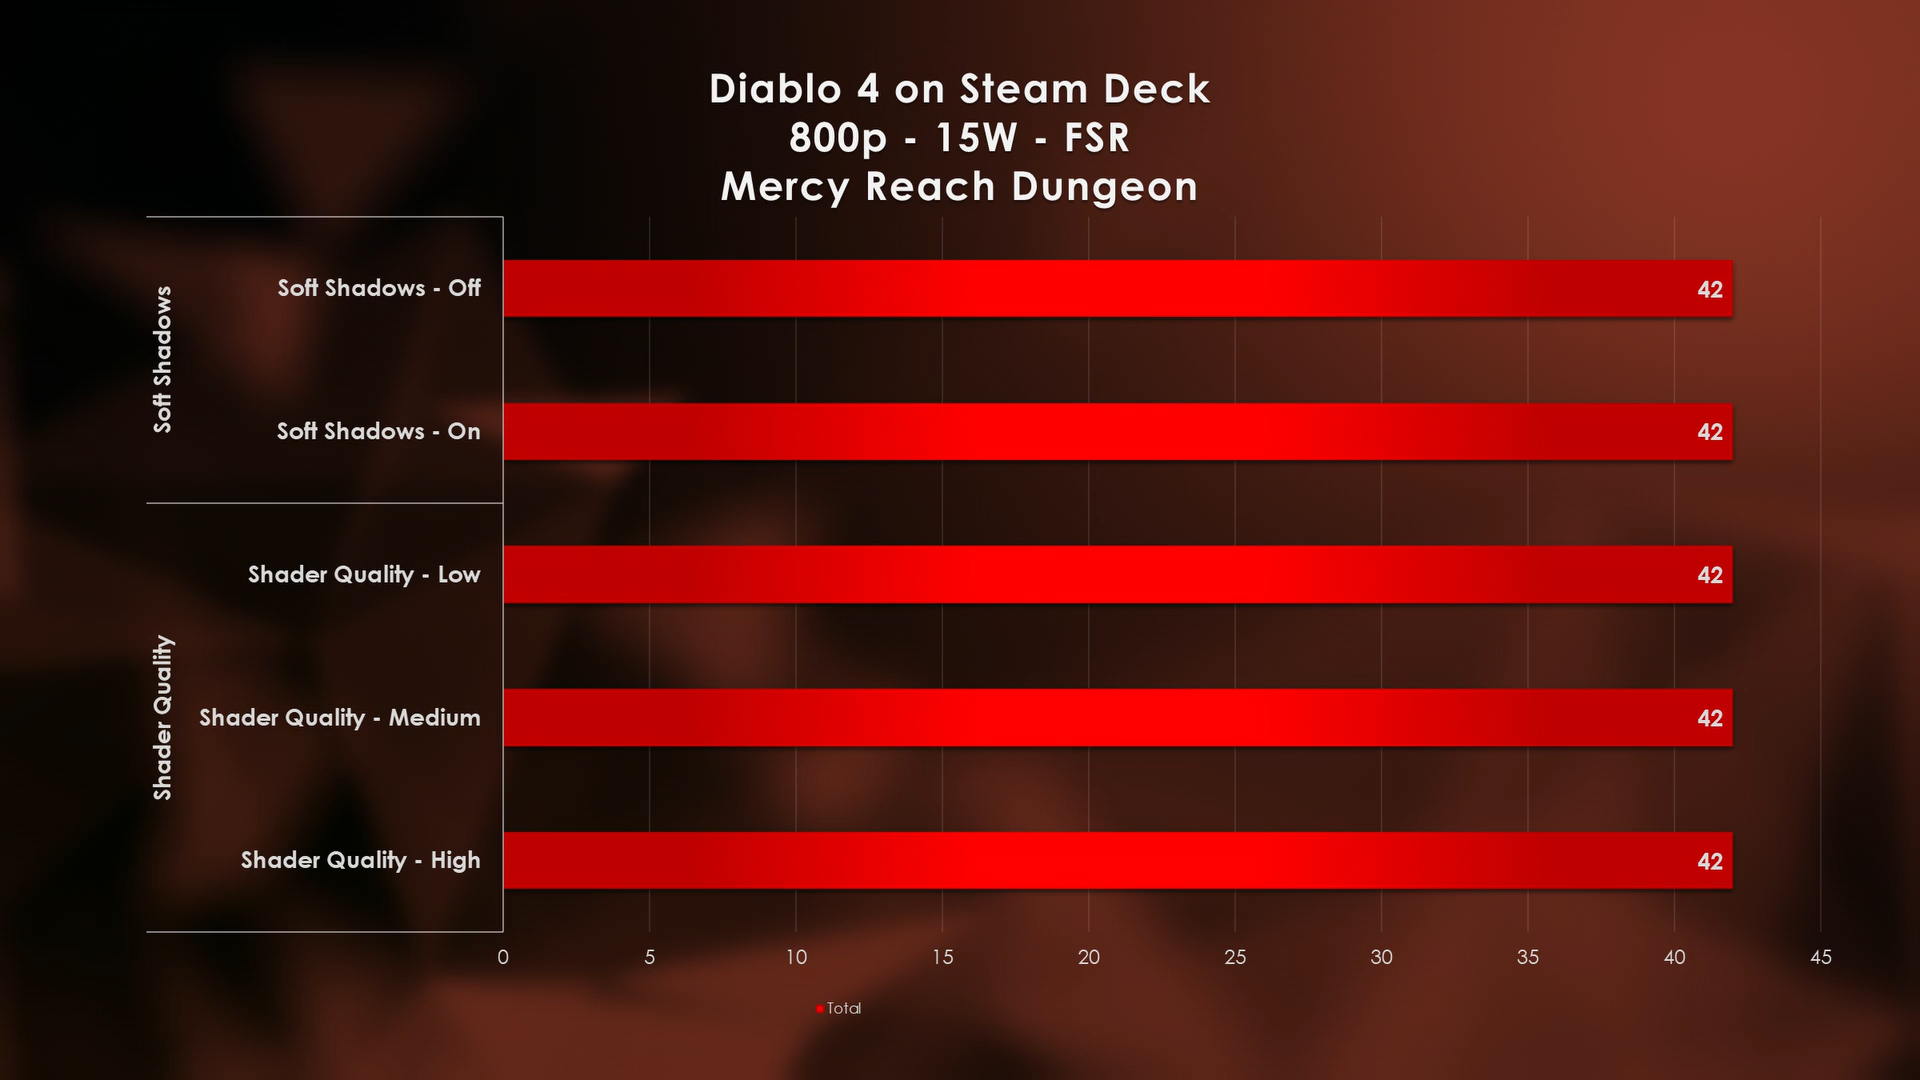 Diablo 4 on Steam Deck
800p - 15W - FSR
Mercy Reach Dungeon
Soft Shadows
Soft Shadows - Off
42
Soft Shadows - On
42
Shader Quality
Shader Quality - Low
42
Shader Quality - Medium
42
Shader Quality - High
42
0 5 10 15 20 25 30 35 40 45
Total